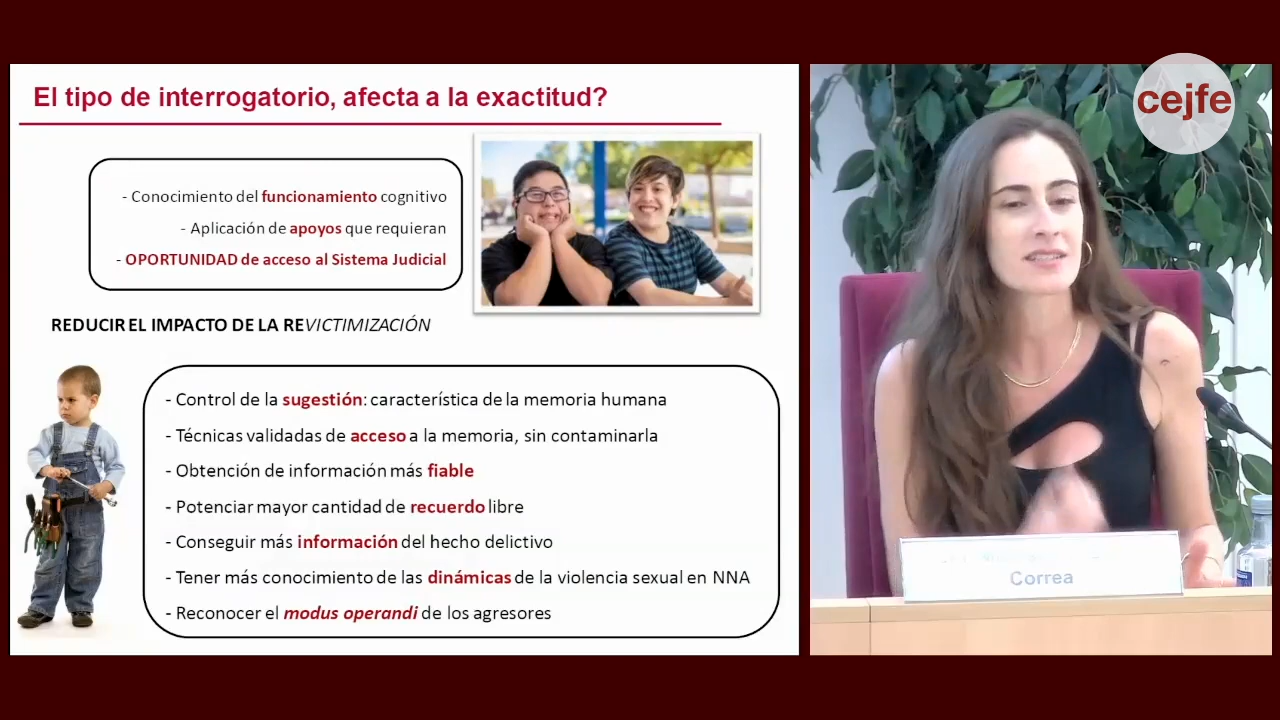 El tipo de interrogatorio, afecta a la exactitud?
- Conocimiento del funcionamiento cognitivo
- Aplicación de apoyos que requieran
- OPORTUNIDAD de acceso al Sistema Judicial
REDUCIR EL IMPACTO DE LA REVICTIMIZACIÓN
- Control de la sugestión: característica de la memoria humana
- Técnicas validadas de acceso a la memoria, sin contaminarla
- Obtención de información más fiable
- Potenciar mayor cantidad de recuerdo libre
- Conseguir más información del hecho delictivo
- Tener más conocimiento de las dinámicas de la violencia sexual en NNA
- Reconocer el modus operandi de los agresores
cejfe
Correa